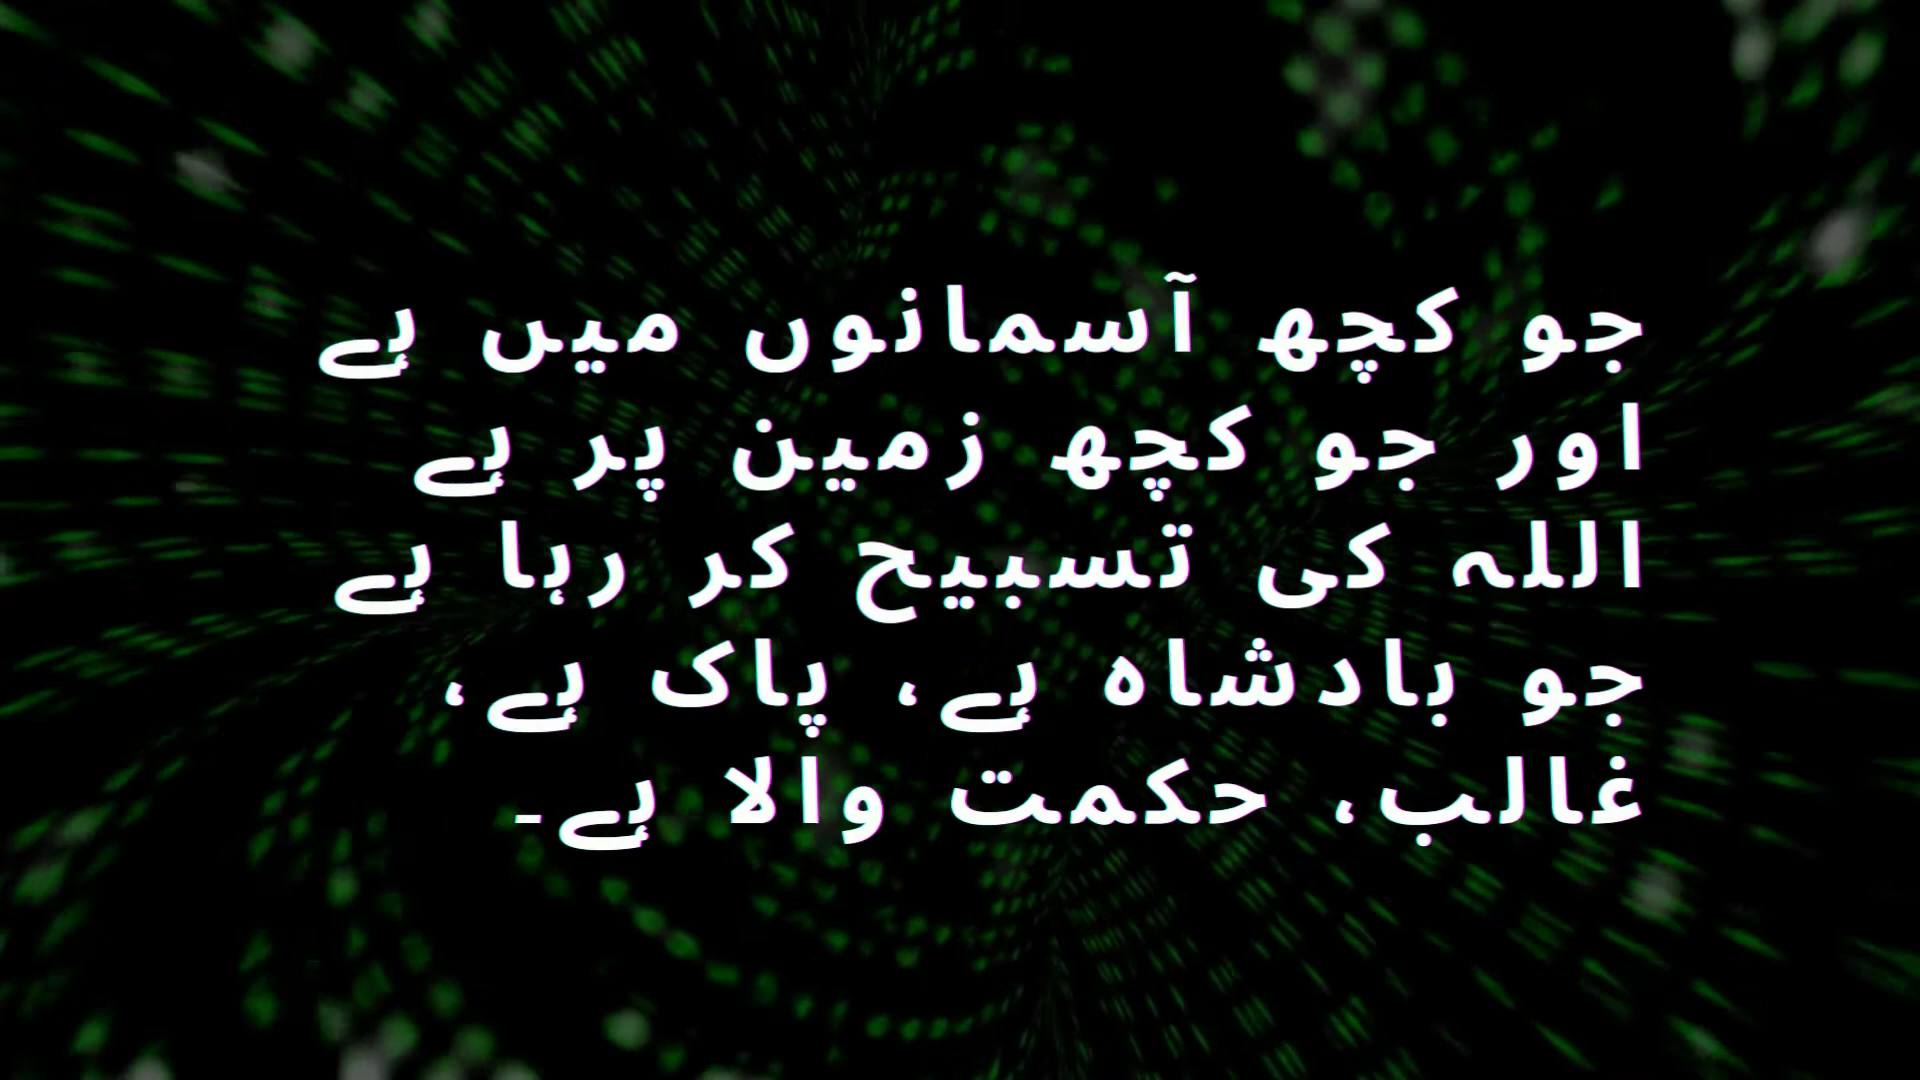 جو کچھ آسمانوں میں ہے
اور جو کچھ زمین پر ہے
اللہ کی تسبیح کر رہا ہے
جو بادشاہ ہے، پاک ہے،
غالب، حکمت والا ہے۔